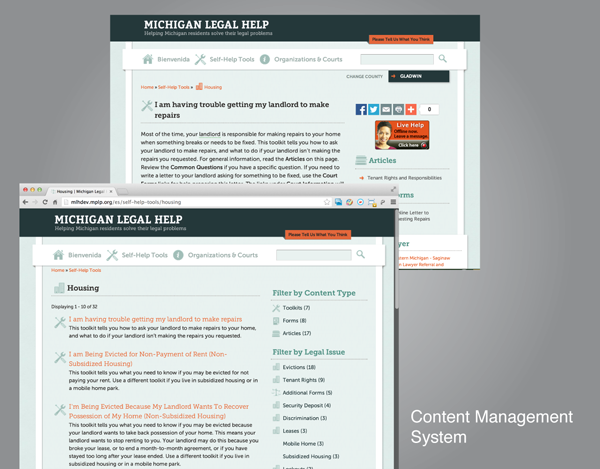 MICHIGAN LEGAL HELP
Helping Michigan residents solve their legal problems
Please Tell Us What You Think
Bienvenida Self-Help Tools Organizations & Courts
CHANGE COUNTY GLADWIN
Home » Self-Help Tools » Housing
I am having trouble getting my landlord to make
repairs
Most of the time, your landlord is responsible for making repairs to your home
when things breaks or needs to be fixed. This toolkit tells you how to ask your
landlord to make repairs, and what to do if your landlord isn't making the
repairs you requested. For general information, read the Articles on this page.
Review the Common Questions if you have a specific question. If you need to
write a letter to your landlord asking for something to be fixed, use the Court
0
Live Help
Offline now.
Leave a message.
Click here
Articles
Tenant Rights and Responsibilities
rms
nline Letter to
questing Repairs
yer
estern Michigan - Saginaw
n Lawyer Referral and
Housing | Michigan Legal
mlhdev.mplp.org/es/self-help-tools/housing
MICHIGAN LEGAL HELP
Helping Michigan residents solve their legal problems
Please Tell Us What You Think
Bienvenida Self-Help Tools Organizations & Courts
Home » Self-Help Tools
Housing
Displaying 1 - 10 of 32
I am having trouble getting my landlord to make repairs
This toolkit tells you how to ask your landlord to make repairs to your home,
and what to do if your landlord isn't making the repairs you requested.
I am Being Evicted for Non-Payment of Rent (Non-
Subsidized Housing)
This toolkit tells you what you need to know if you may be evicted for not
paying your rent. Use a different toolkit if you live in subsidized housing or in
a mobile home park.
I'm Being Evicted Because My Landlord Wants To Recover
Possession of My Home (Non-Subsidized Housing)
This toolkit tells you what you need to know if you may be evicted because
your landlord wants to take back possession of your home. This means your
landlord wants to stop renting to you. Your landlord may do this because you
broke your lease, or to end a month-to-month agreement, or if you have
stayed too long after your lease ended. Use a different toolkit if you live in
subsidized housing or in a mobile home park.
Filter by Content Type
Toolkits (7)
Forms (8)
Articles (17)
Filter by Legal Issue
Evictions (18)
Tenant Rights (9)
Additional Forms (5)
Security Deposit (4)
Discrimination (3)
Leases (3)
Mobile Home (3)
Subsidized Housing (3)
Content Management
System